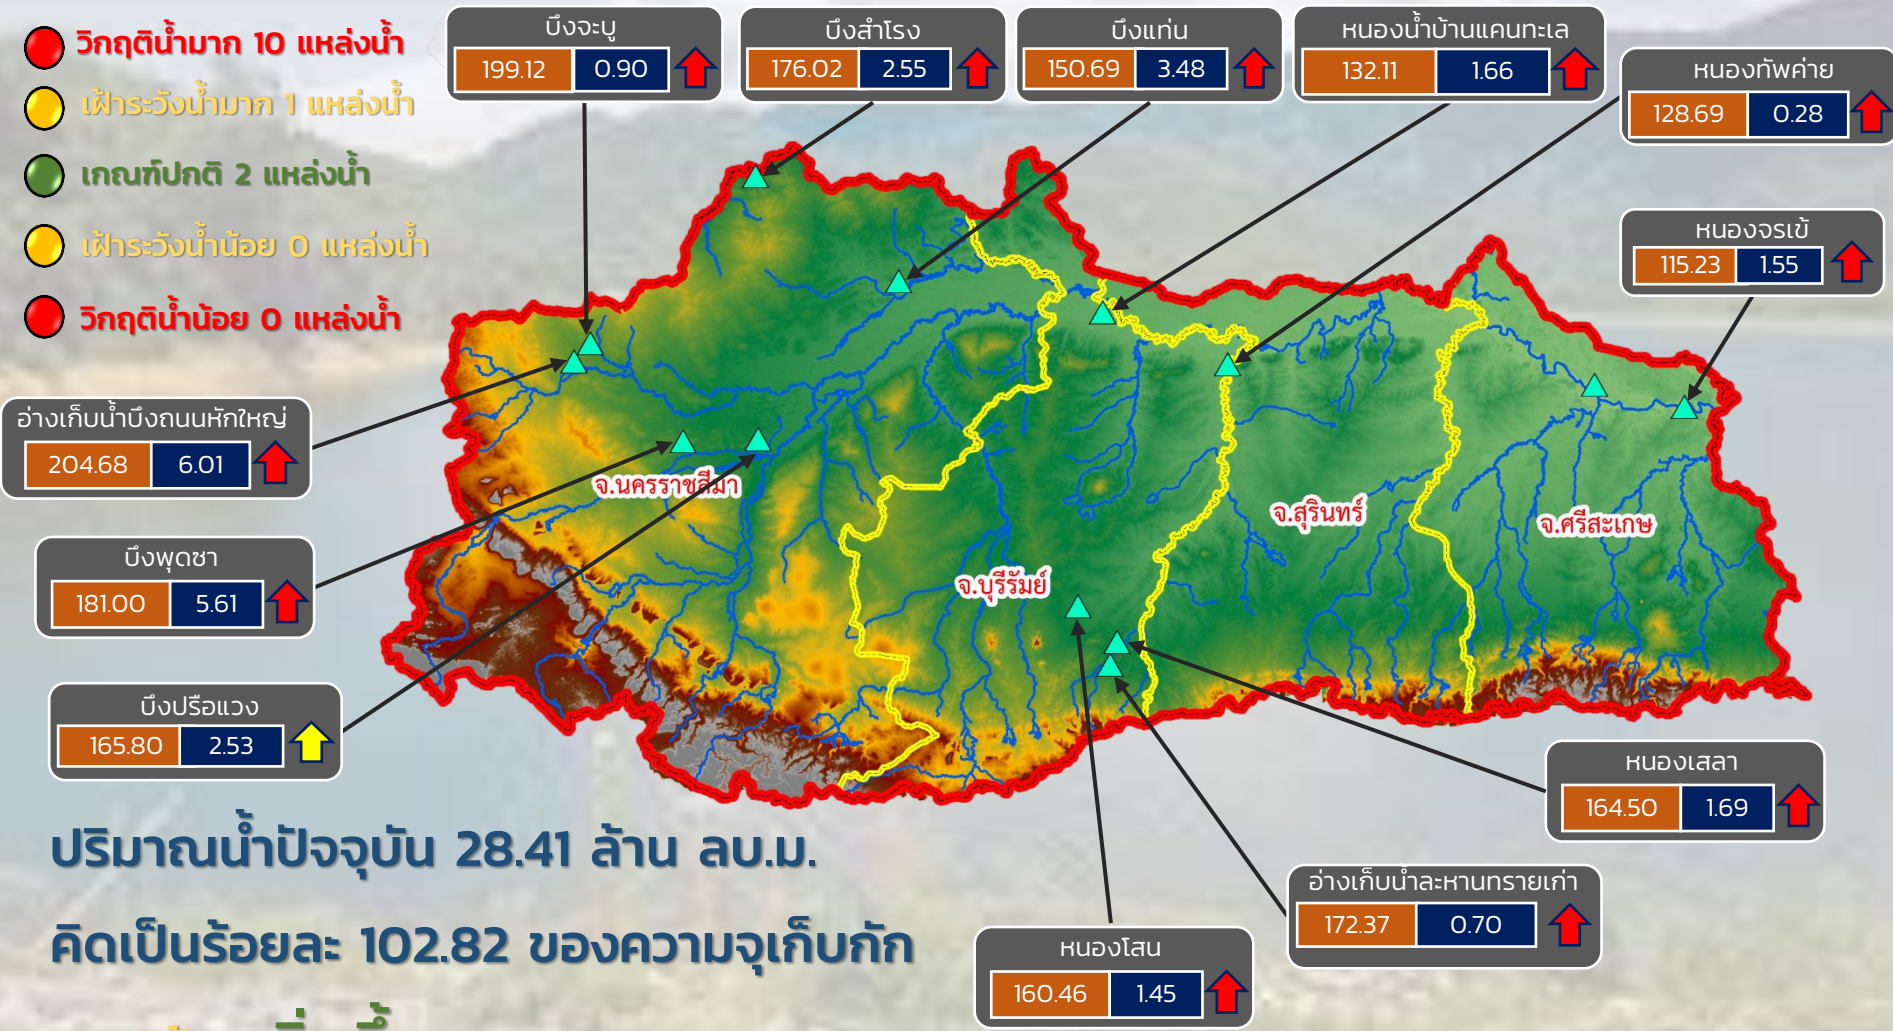 วิกฤติน้ำมาก 10 แหล่งน้ำ
เฝ้าระวังน้ำมาก 1 แหล่งน้ำ
เกณฑ์ปกติ 2 แหล่งน้ำ
เฝ้าระวังน้ำน้อย 0 แหล่งน้ำ
วิกฤติน้ำน้อย 0 แหล่งน้ำ
บึงจะบู
199.12 0.90
บึงสำโรง
176.02 2.55
บึงแท่น
150.69 3.48
หนองน้ำบ้านแคนทะเล
132.11 1.66
หนองทัพค่าย
128.69 0.28
หนองจรเข้
115.23 1.55
อ่างเก็บน้ำบึงถนนหักใหญ่
204.68 6.01
บึงพุดซา
181.00 5.61
บึงปรือแวง
165.80 2.53
จ.นครราชสีมา
จ.บุรีรัมย์
จ.สุรินทร์
จ.ศรีสะเกษ
หนองเสลา
164.50 1.69
อ่างเก็บน้ำละหานทรายเก่า
172.37 0.70
หนองโสน
160.46 1.45
ปริมาณน้ำปัจจุบัน 28.41 ล้าน ลบ.ม.
คิดเป็นร้อยละ 102.82 ของความจุเก็บกัก